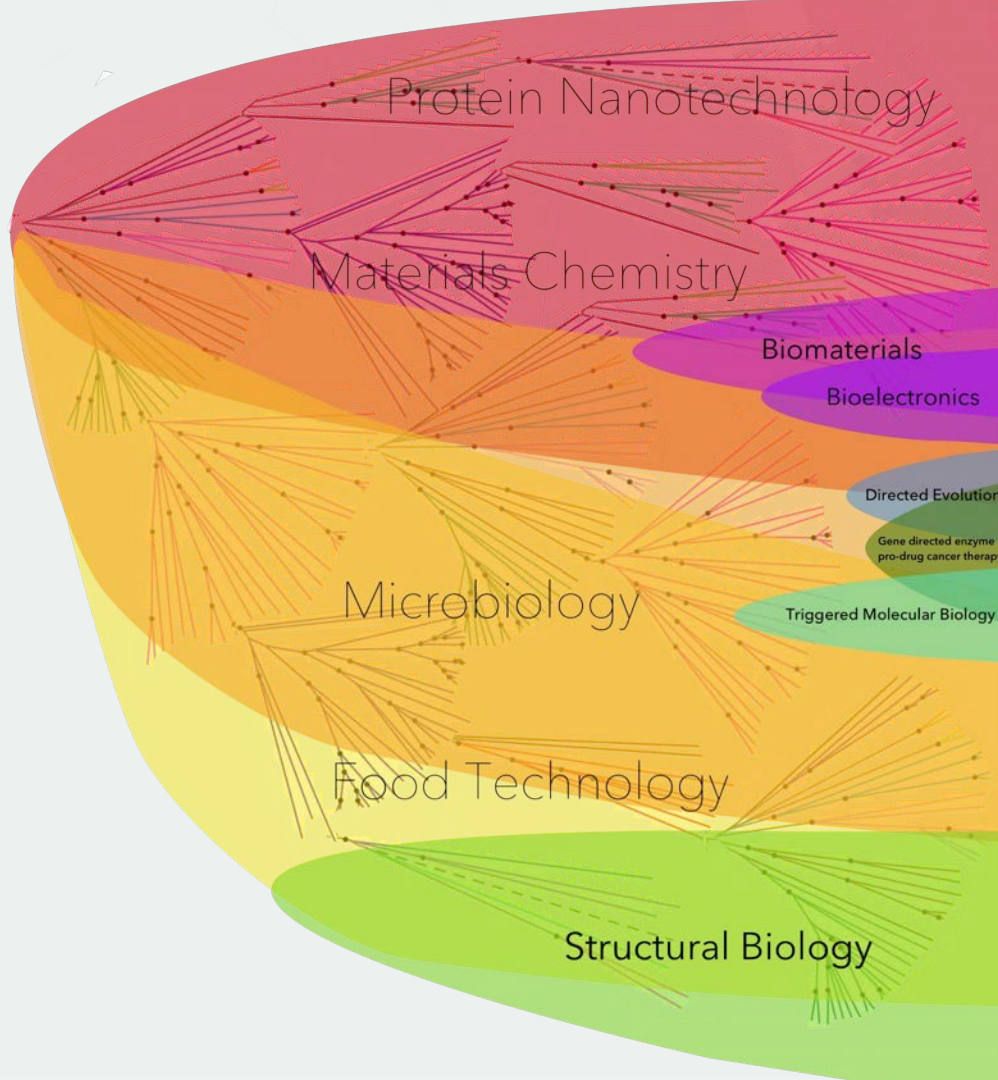 Protein Nanotechnology
Materials Chemistry
Biomaterials
Bioelectronics
Directed Evolution
Gene directed enzyme
pro-drug cancer therap
Microbiology
Triggered Molecular Biology
Food Technology
Structural Biology